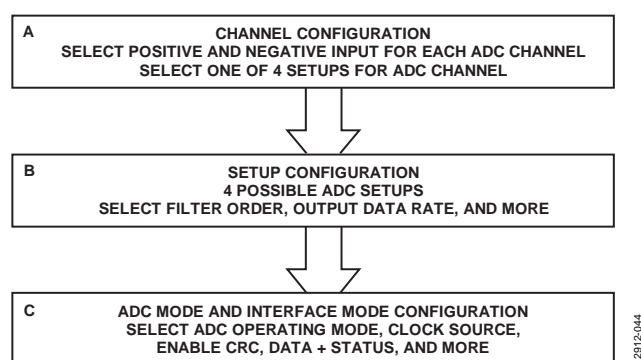 A
CHANNEL CONFIGURATION
SELECT POSITIVE AND NEGATIVE INPUT FOR EACH ADC CHANNEL
SELECT ONE OF 4 SETUPS FOR ADC CHANNEL
B
SETUP CONFIGURATION
4 POSSIBLE ADC SETUPS
SELECT FILTER ORDER, OUTPUT DATA RATE, AND MORE
C
ADC MODE AND INTERFACE MODE CONFIGURATION
SELECT ADC OPERATING MODE, CLOCK SOURCE,
ENABLE CRC, DATA + STATUS, AND MORE
2912-044